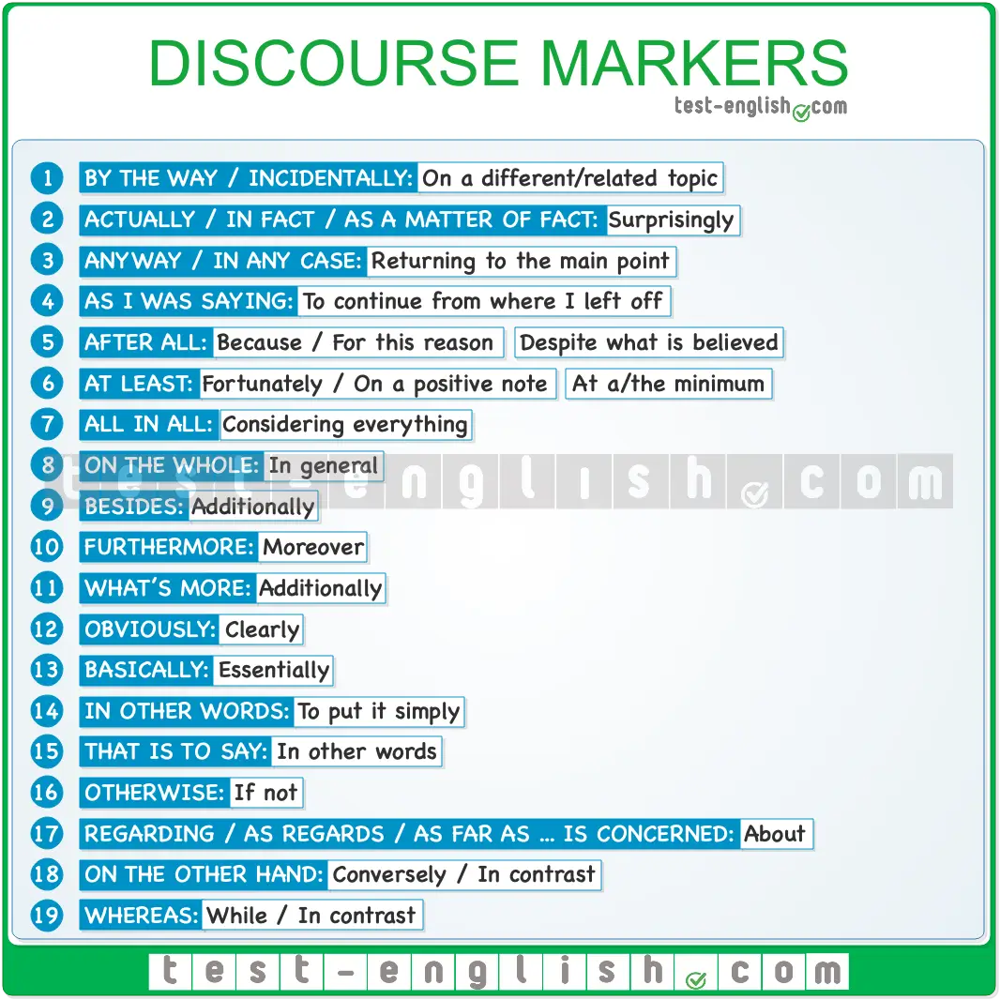 DISCOURSE MARKERS
test-english.com
1 BY THE WAY / INCIDENTALLY: On a different/related topic
2 ACTUALLY / IN FACT / AS A MATTER OF FACT: Surprisingly
3 ANYWAY / IN ANY CASE: Returning to the main point
4 AS I WAS SAYING: To continue from where I left off
5 AFTER ALL: Because / For this reason Despite what is believed
6 AT LEAST: Fortunately / On a positive note At a/the minimum
7 ALL IN ALL: Considering everything
8 ON THE WHOLE: In general
test-english.com
9 BESIDES: Additionally
10 FURTHERMORE: Moreover
11 WHAT'S MORE: Additionally
12 OBVIOUSLY: Clearly
13 BASICALLY: Essentially
14 IN OTHER WORDS: To put it simply
15 THAT IS TO SAY: In other words
16 OTHERWISE: If not
17 REGARDING / AS REGARDS / AS FAR AS ... IS CONCERNED: About
18 ON THE OTHER HAND: Conversely / In contrast
19 WHEREAS: While / In contrast
test-english.com